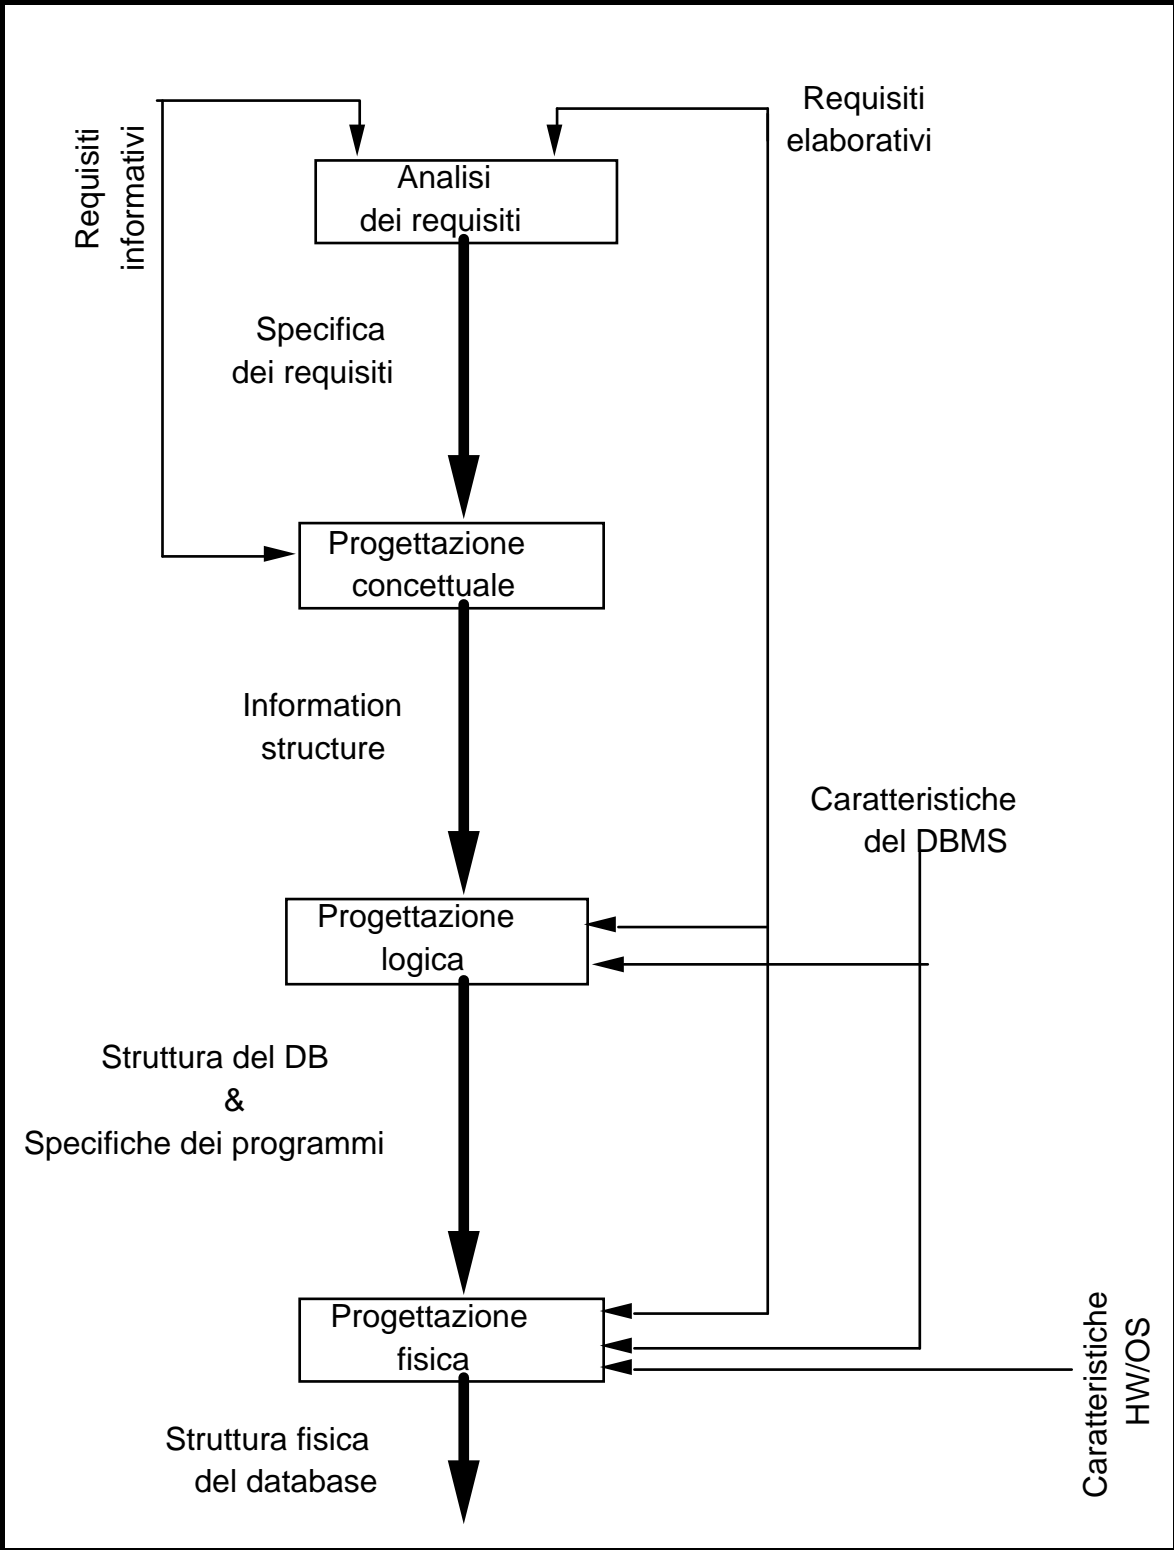 Requisiti
informativi
Requisiti
elaborativi
Analisi
dei requisiti
Specifica
dei requisiti
Progettazione
concettuale
Information
structure
Caratteristiche
del DBMS
Progettazione
logica
Struttura del DB
&
Specifiche dei programmi
Progettazione
fisica
Caratteristiche
HW/OS
Struttura fisica
del database